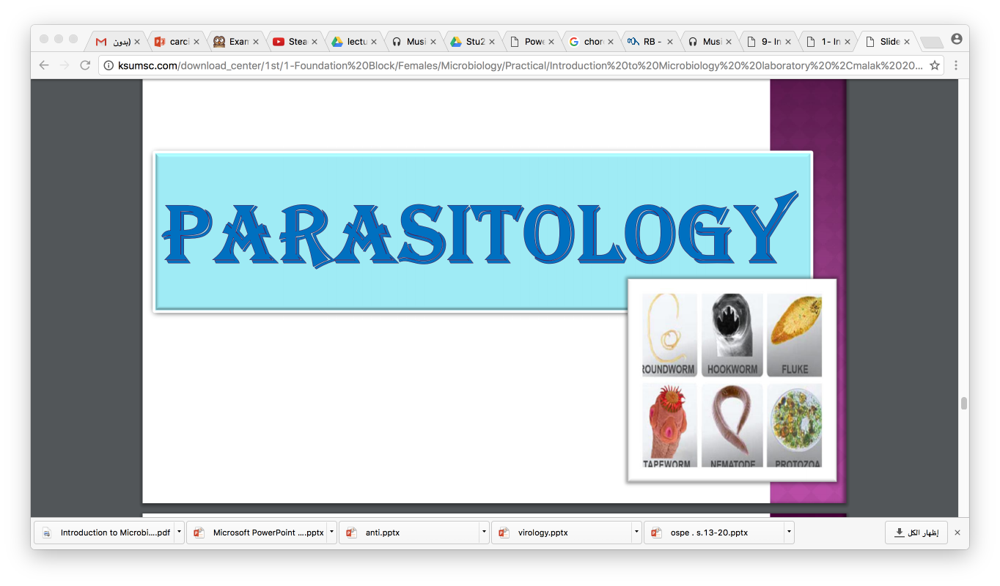 (بدون
carci
Exan
Stea
lectu
Musi
Stu2
Powe
chor
RB -
Musi
9- In
1- In
Slide
ksumsc.com/download_center/1st/1-Foundation%20Block/Females/Microbiology/Practical/Introduction%20to%20Microbiology%20%20laboratory%20%2Cmalak%2020...
PARASITOLOGY
ROUNDWORM
HOOKWORM
FLUKE
TAPEWORM
NEMATODE
PROTOZOA
Introduction to Microbi....pdf
Microsoft PowerPoint ....pptx
anti.pptx
virology.pptx
ospe . s.13-20.pptx
إظهار الكل